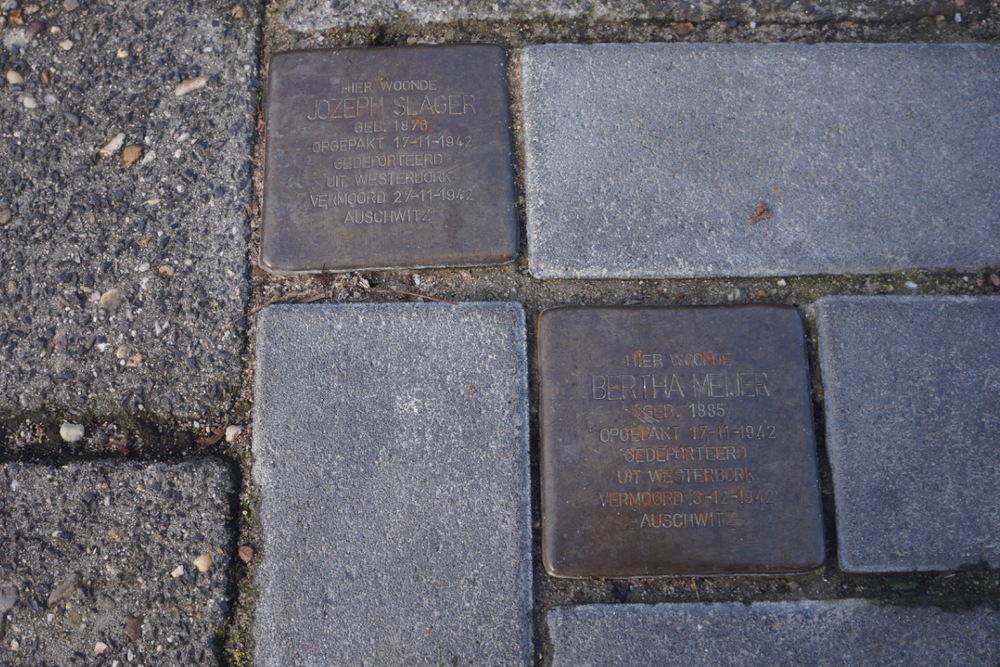 HIER WOONDE
JOZEPH SLAGER
GEB. 1876
OPGEPAKT 17-11-1942
GEDEPORTEERD
UIT WESTERBORK
VERMOORD 27-11-1942
AUSCHWITZ
HIER WOONDE
BERTHA MEIJER
GEB. 1885
OPGEPAKT 17-11-1942
GEDEPORTEERD
UIT WESTERBORK
VERMOORD 3-12-1942
AUSCHWITZ